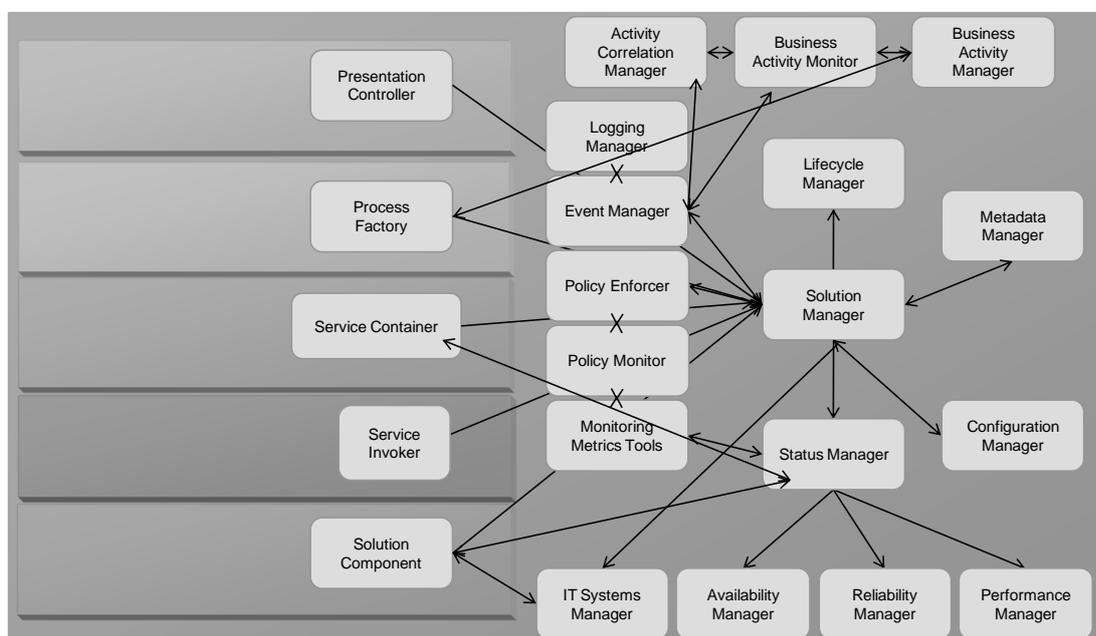 Activity
Correlation
Manager
Business
Activity Monitor
Business
Activity
Manager
Presentation
Controller
Logging
Manager
Lifecycle
Manager
Process
Factory
Event Manager
Metadata
Manager
Policy Enforcer
Solution
Manager
Service Container
Policy Monitor
Service
Invoker
Monitoring
Metrics Tools
Status Manager
Configuration
Manager
Solution
Component
IT Systems
Manager
Availability
Manager
Reliability
Manager
Performance
Manager